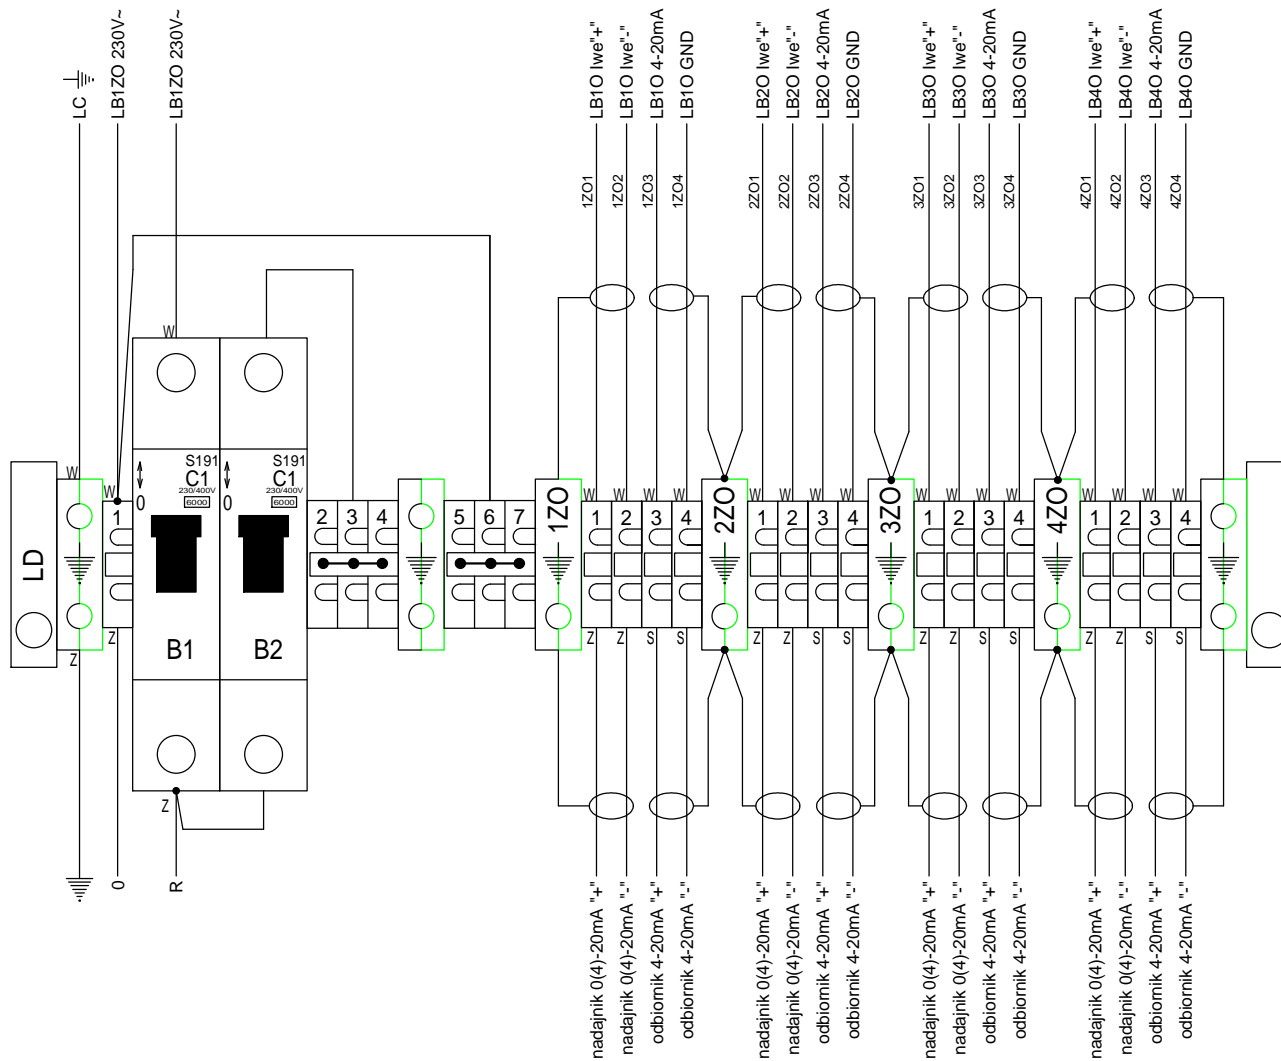 LC
LB1ZO 230V~
LB1ZO 230V~
LB1O Iwe"+"
LB1O Iwe"-"
LB1O 4-20mA
LB1O GND
LB2O Iwe"+"
LB2O Iwe"-"
LB2O 4-20mA
LB2O GND
LB3O Iwe"+"
LB3O Iwe"-"
LB3O 4-20mA
LB3O GND
LB4O Iwe"+"
LB4O Iwe"-"
LB4O 4-20mA
LB4O GND
1ZO1
1ZO2
1ZO3
1ZO4
2ZO1
2ZO2
2ZO3
2ZO4
3ZO1
3ZO2
3ZO3
3ZO4
4ZO1
4ZO2
4ZO3
4ZO4
W
S191
C1
230/400V
6000
0
S191
C1
230/400V
6000
0
W
W
W W W W
W W W W
W W W W
W W W W
LD
1
2 3 4
5 6 7
1ZO
1 2 3 4
2ZO
1 2 3 4
3ZO
1 2 3 4
4ZO
1 2 3 4
B1
B2
Z
Z
Z Z S S
Z Z S S
Z Z S S
Z Z S S
Z
0
R
nadajnik 0(4)-20mA "+"
nadajnik 0(4)-20mA "-"
odbiornik 4-20mA "+"
odbiornik 4-20mA "-"
nadajnik 0(4)-20mA "+"
nadajnik 0(4)-20mA "-"
odbiornik 4-20mA "+"
odbiornik 4-20mA "-"
nadajnik 0(4)-20mA "+"
nadajnik 0(4)-20mA "-"
odbiornik 4-20mA "+"
odbiornik 4-20mA "-"
nadajnik 0(4)-20mA "+"
nadajnik 0(4)-20mA "-"
odbiornik 4-20mA "+"
odbiornik 4-20mA "-"